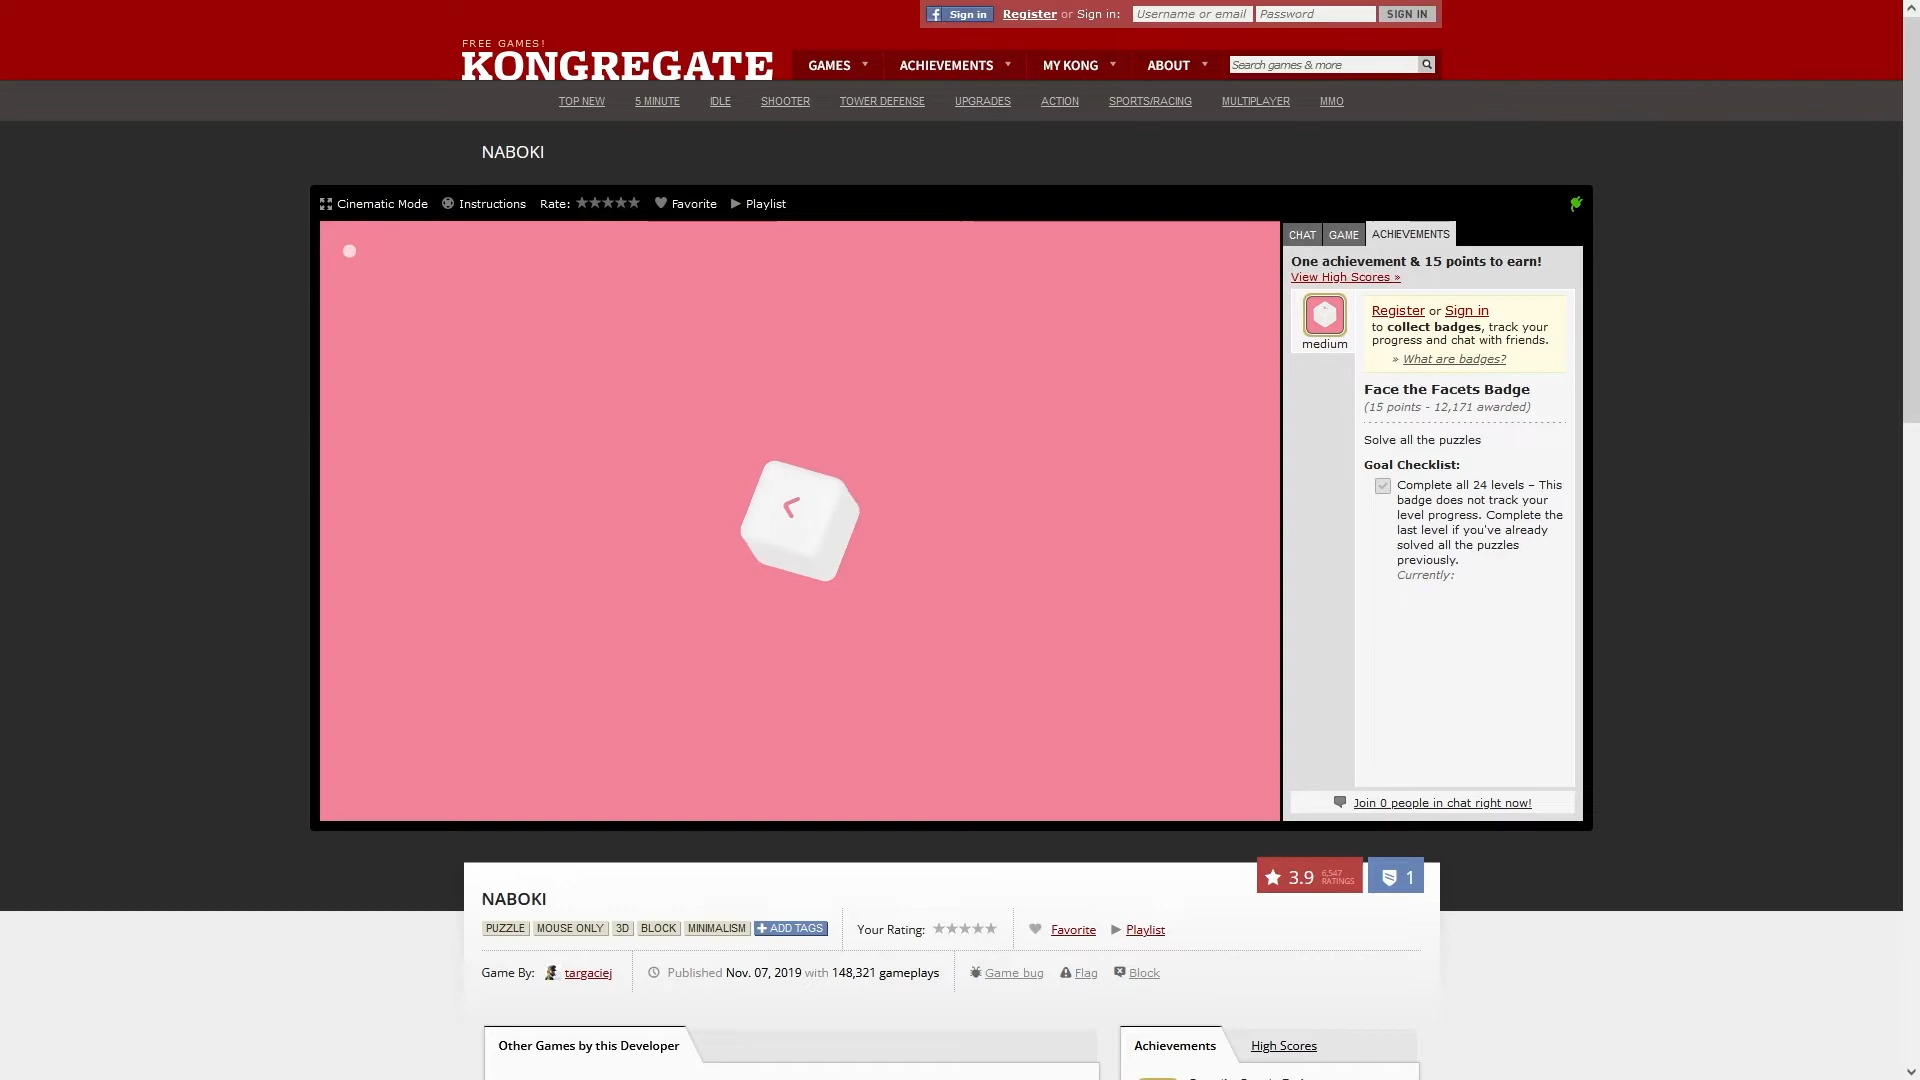 Sign in Register or Sign in: Username or email Password SIGN IN
FREE GAMES!
KONGREGATE
GAMES ACHIEVEMENTS MY KONG ABOUT Search games & more
TOP NEW 5 MINUTE IDLE SHOOTER TOWER DEFENSE UPGRADES ACTION SPORTS/RACING MULTIPLAYER MMO
NABOKI
Cinematic Mode Instructions Rate: Favorite Playlist
CHAT GAME ACHIEVEMENTS
One achievement & 15 points to earn!
View High Scores »
medium
Register or Sign in
to collect badges, track your
progress and chat with friends.
» What are badges?
Face the Facets Badge
(15 points - 12,171 awarded)
Solve all the puzzles
Goal Checklist:
Complete all 24 levels – This
badge does not track your
level progress. Complete the
last level if you've already
solved all the puzzles
previously.
Currently:
Join 0 people in chat right now!
3.9 6,547 RATINGS 1
NABOKI
PUZZLE MOUSE ONLY 3D BLOCK MINIMALISM ADD TAGS Your Rating: Favorite Playlist
Game By: targaciej Published Nov. 07, 2019 with 148,321 gameplays Game bug Flag Block
Other Games by this Developer
Achievements High Scores